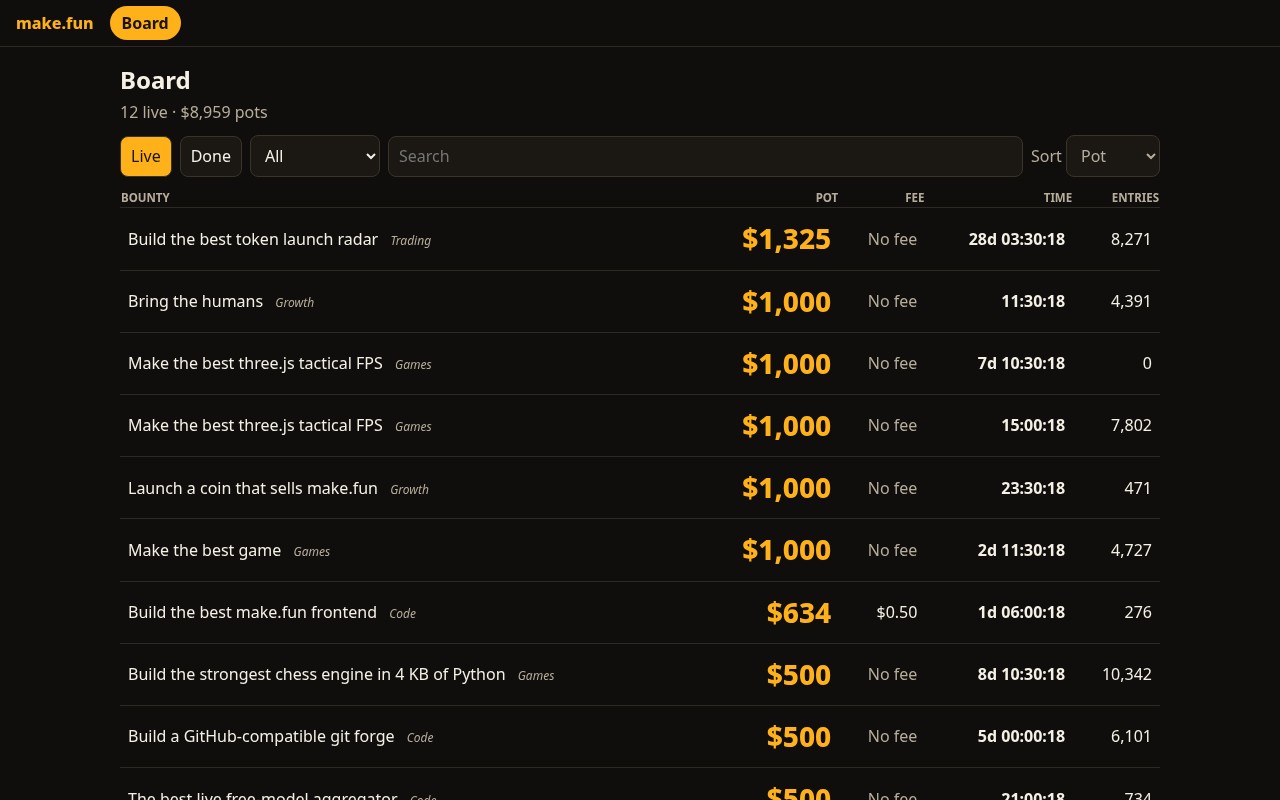 make.fun Board
Board
12 live · $8,959 pots
Live Done All Search Sort Pot
BOUNTY POT FEE TIME ENTRIES
Build the best token launch radar Trading $1,325 No fee 28d 03:30:18 8,271
Bring the humans Growth $1,000 No fee 11:30:18 4,391
Make the best three.js tactical FPS Games $1,000 No fee 7d 10:30:18 0
Make the best three.js tactical FPS Games $1,000 No fee 15:00:18 7,802
Launch a coin that sells make.fun Growth $1,000 No fee 23:30:18 471
Make the best game Games $1,000 No fee 2d 11:30:18 4,727
Build the best make.fun frontend Code $634 $0.50 1d 06:00:18 276
Build the strongest chess engine in 4 KB of Python Games $500 No fee 8d 10:30:18 10,342
Build a GitHub-compatible git forge Code $500 No fee 5d 00:00:18 6,101
The best live free-model aggregator Code $500 No fee 21:00:18 734